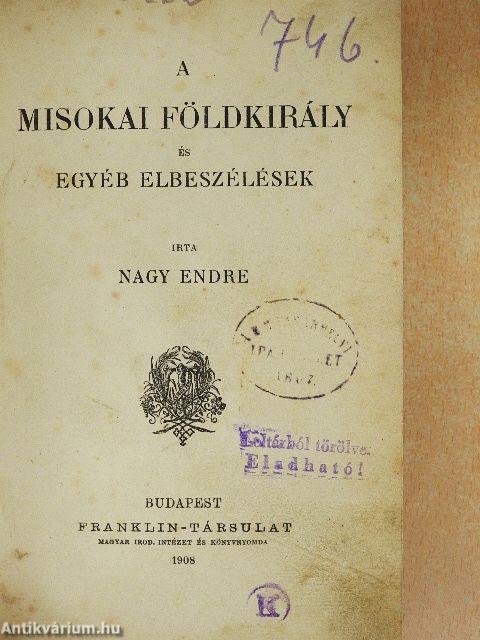 746.
A
MISOKAI FÖLDKIRÁLY
ÉS
EGYÉB ELBESZÉLÉSEK
IRTA
NAGY ENDRE
Leltárból törölve.
Eladható!
BUDAPEST
FRANKLIN-TÁRSULAT
MAGYAR IROD. INTÉZET ÉS KÖNYVNYOMDA
1908
K
Antikvárium.hu